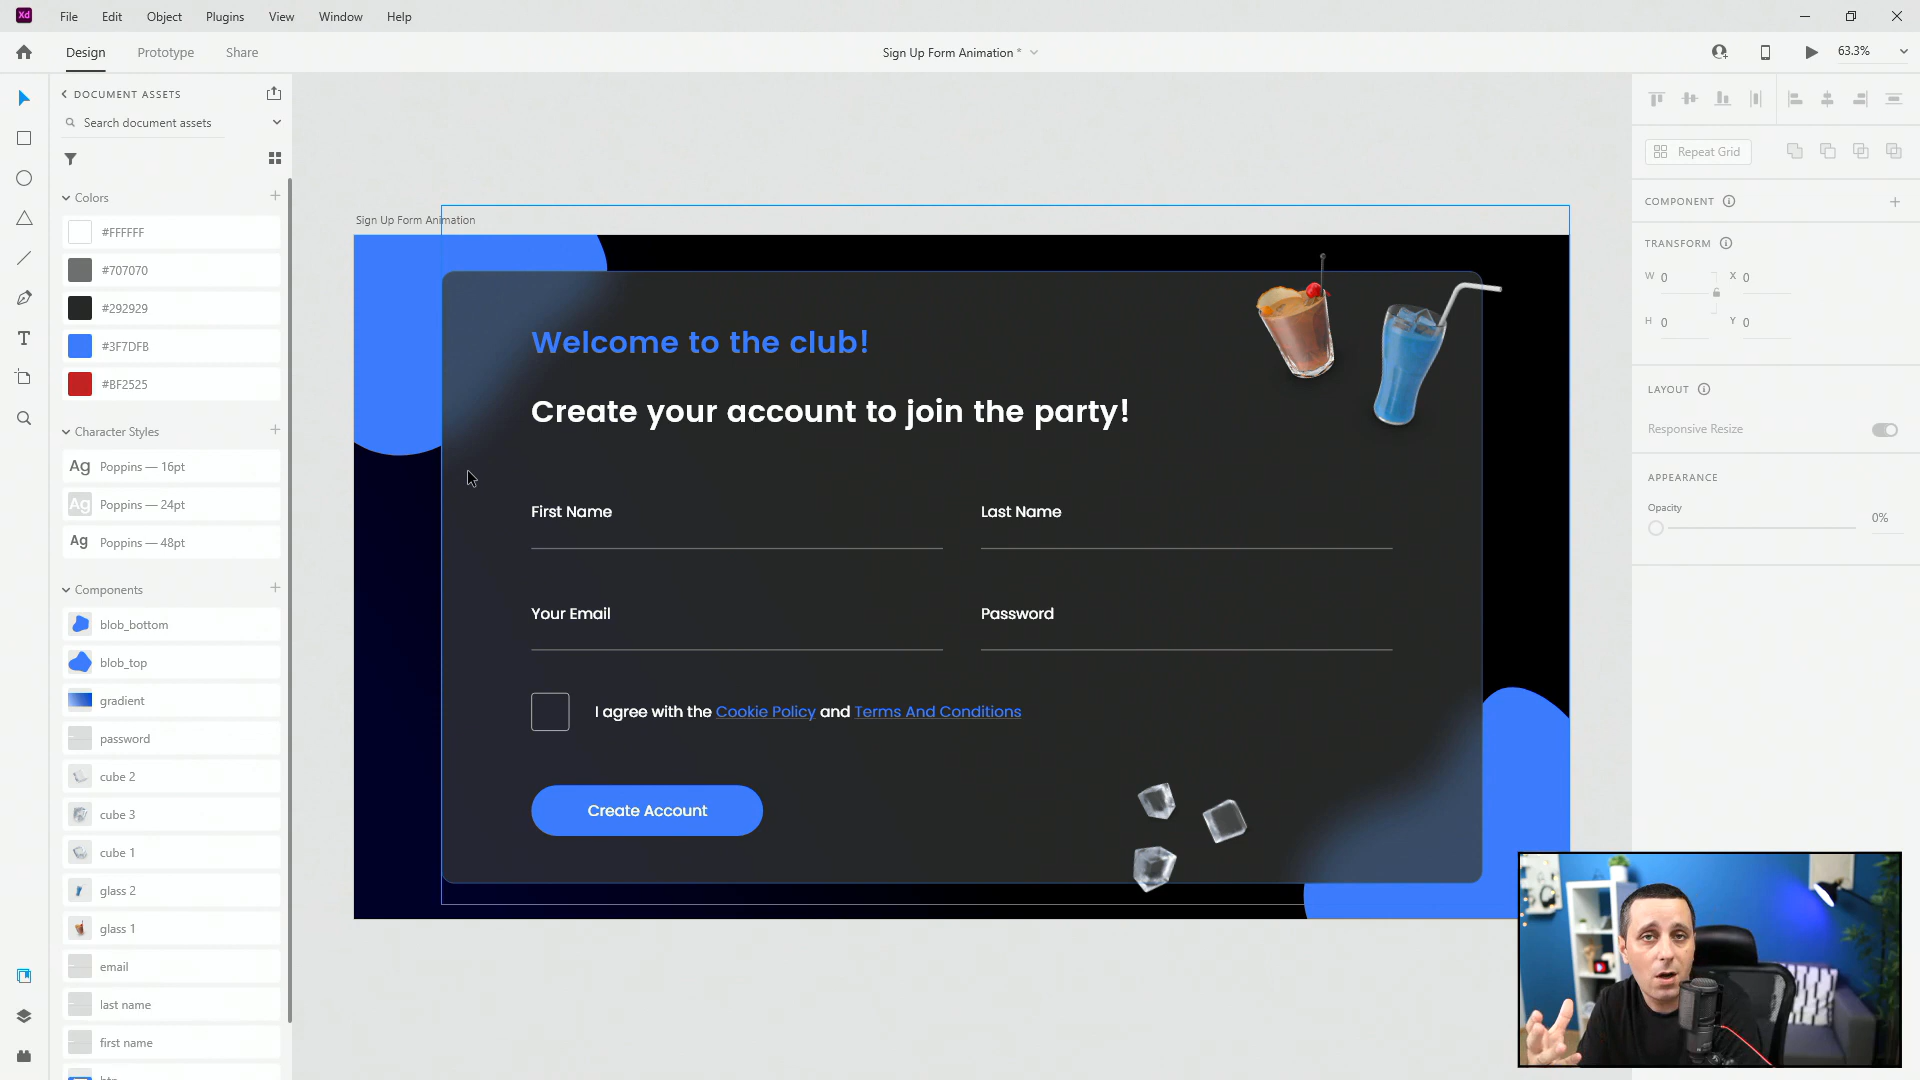 Xd File Edit Object Plugins View Window Help
Design Prototype Share
Sign Up Form Animation *
63.3%
DOCUMENT ASSETS
Search document assets
Colors
#FFFFFF
#707070
#292929
#3F7DFB
#BF2525
Character Styles
Ag Poppins — 16pt
Ag Poppins — 24pt
Ag Poppins — 48pt
Components
blob_bottom
blob_top
gradient
password
cube 2
cube 3
cube 1
glass 2
glass 1
email
last name
first name
Sign Up Form Animation
Welcome to the club!
Create your account to join the party!
First Name
Last Name
Your Email
Password
I agree with the Cookie Policy and Terms And Conditions
Create Account
Repeat Grid
COMPONENT
TRANSFORM
W 0 X 0
H 0 Y 0
LAYOUT
Responsive Resize
APPEARANCE
Opacity
0%